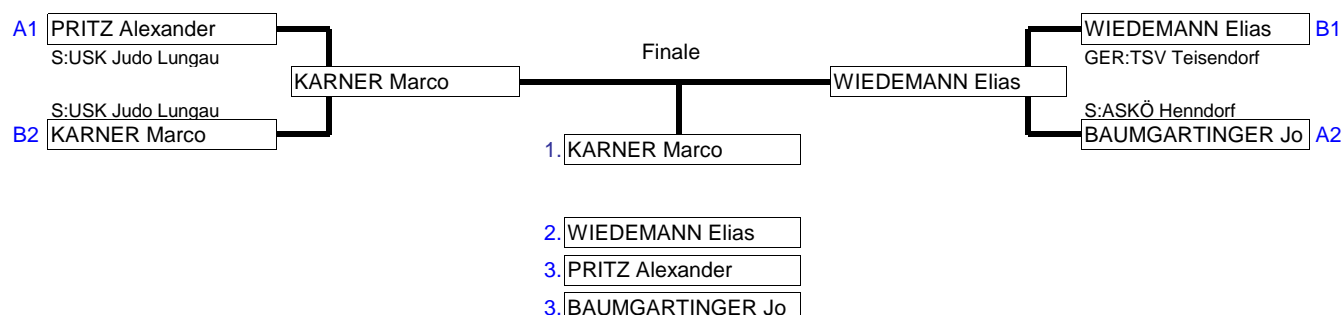 A1 PRITZ Alexander
S:USK Judo Lungau
KARNER Marco
S:USK Judo Lungau
B2 KARNER Marco
Finale
WIEDEMANN Elias B1
GER:TSV Teisendorf
WIEDEMANN Elias
S:ASKÖ Henndorf
BAUMGARTINGER Jo A2
1. KARNER Marco
2. WIEDEMANN Elias
3. PRITZ Alexander
3. BAUMGARTINGER Jo